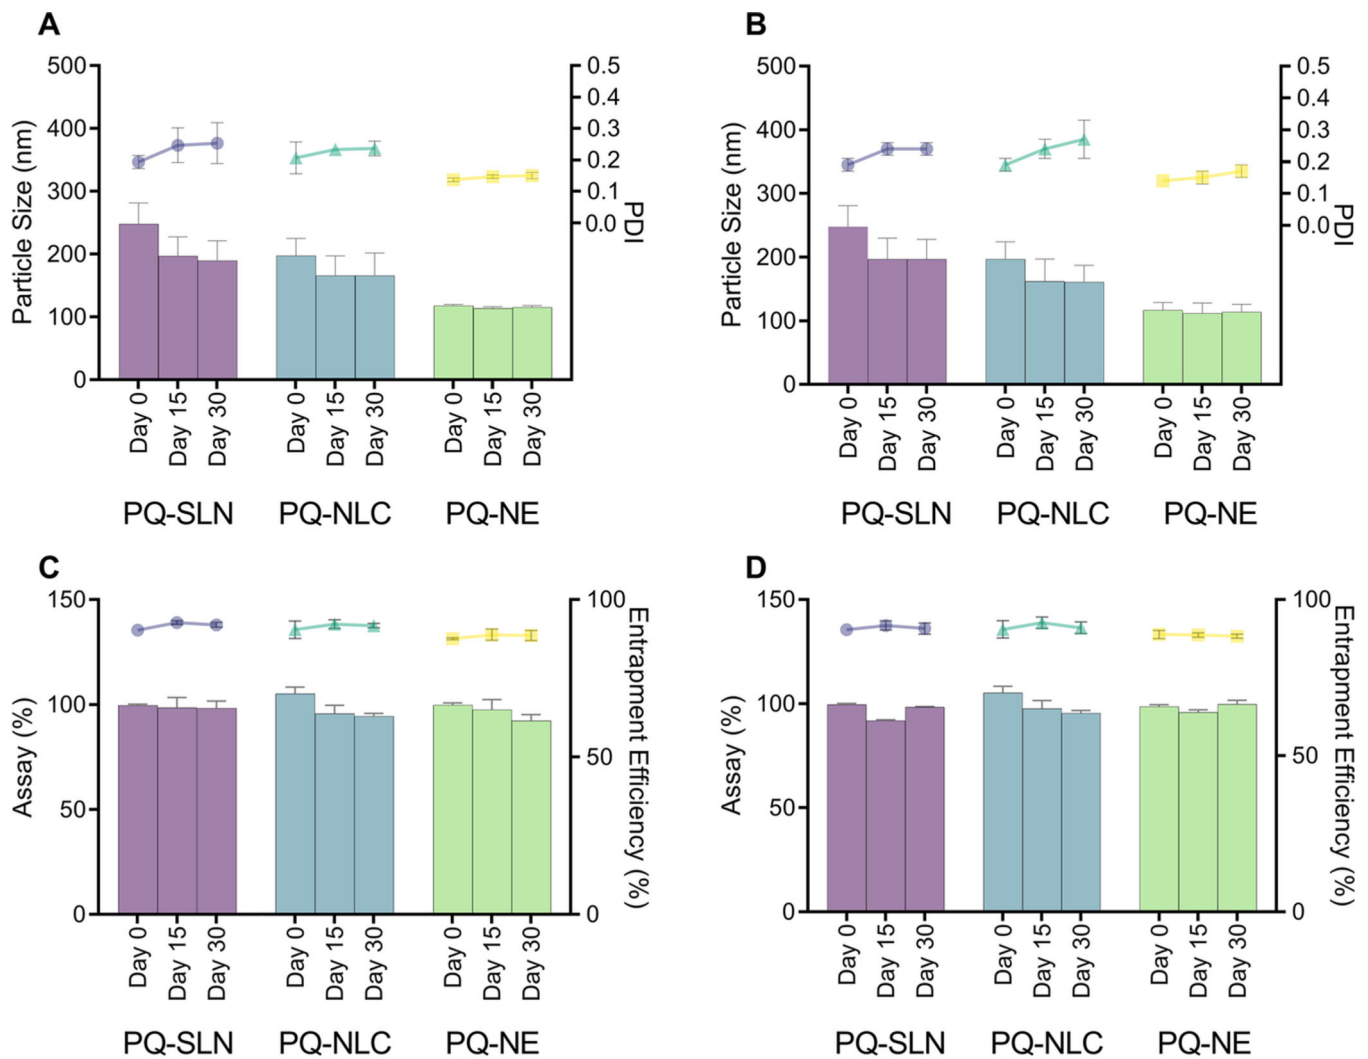 A
Particle Size (nm)
500
400
300
200
100
0
0.5
0.4
0.3
0.2
0.1
0.0
PDI
Day 0
Day 15
Day 30
Day 0
Day 15
Day 30
Day 0
Day 15
Day 30
PQ-SLN
PQ-NLC
PQ-NE
B
Particle Size (nm)
500
400
300
200
100
0
0.5
0.4
0.3
0.2
0.1
0.0
PDI
Day 0
Day 15
Day 30
Day 0
Day 15
Day 30
Day 0
Day 15
Day 30
PQ-SLN
PQ-NLC
PQ-NE
C
Assay (%)
150
100
50
0
100
50
0
Entrapment Efficiency (%)
Day 0
Day 15
Day 30
Day 0
Day 15
Day 30
Day 0
Day 15
Day 30
PQ-SLN
PQ-NLC
PQ-NE
D
Assay (%)
150
100
50
0
100
50
0
Entrapment Efficiency (%)
Day 0
Day 15
Day 30
Day 0
Day 15
Day 30
Day 0
Day 15
Day 30
PQ-SLN
PQ-NLC
PQ-NE